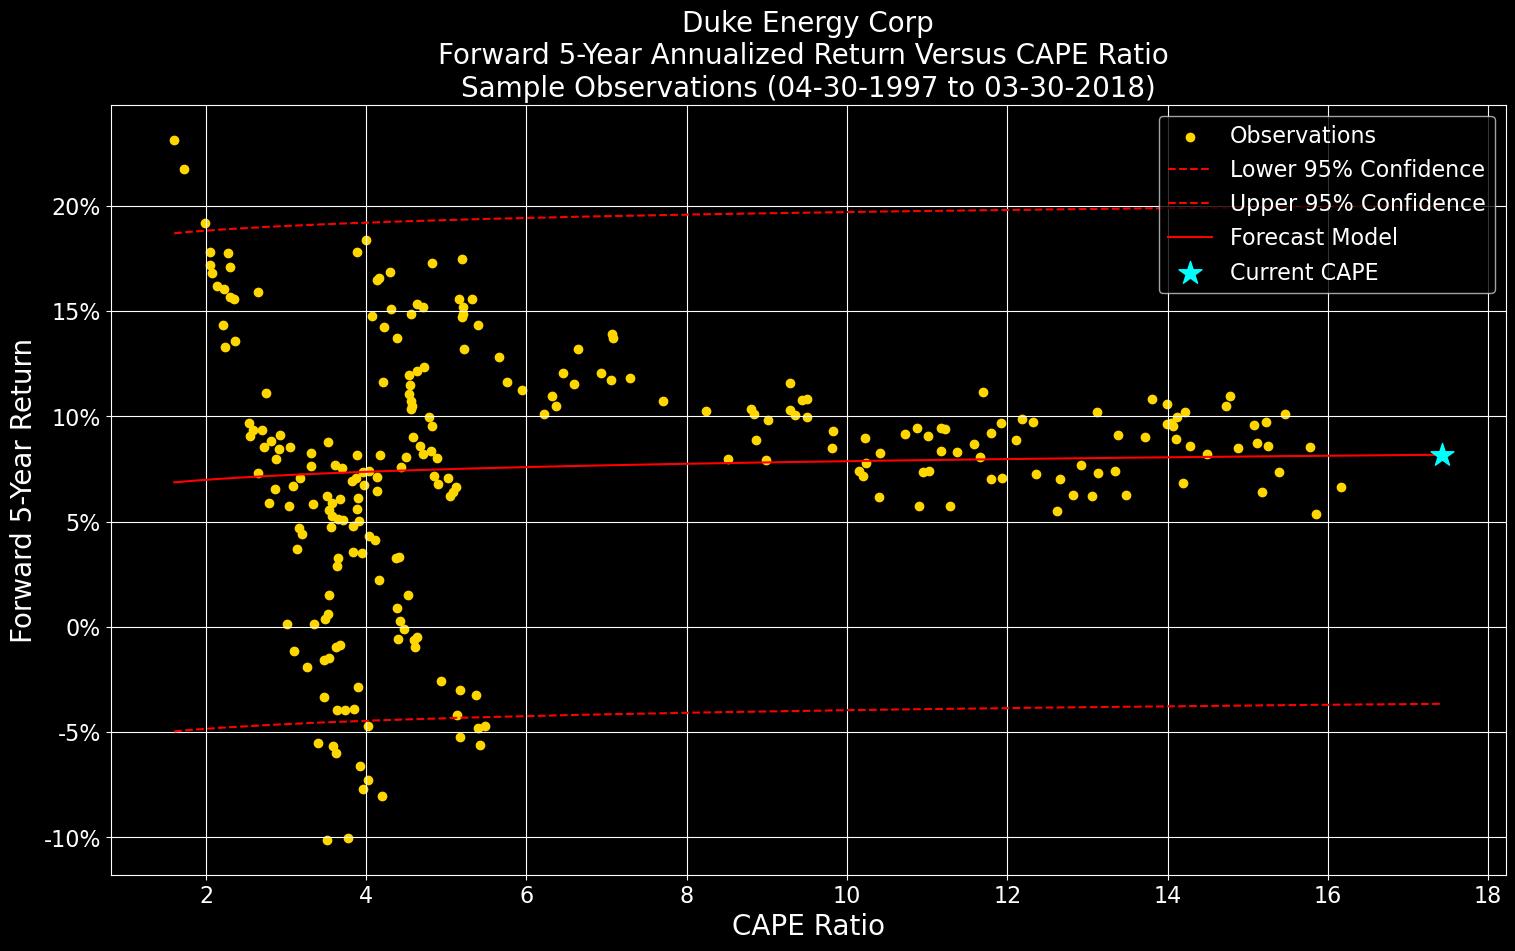 Duke Energy Corp
Forward 5-Year Annualized Return Versus CAPE Ratio
Sample Observations (04-30-1997 to 03-30-2018)
Observations
Lower 95% Confidence
Upper 95% Confidence
Forecast Model
Current CAPE
Forward 5-Year Return
20%
15%
10%
5%
0%
-5%
-10%
2 4 6 8 10 12 14 16 18
CAPE Ratio